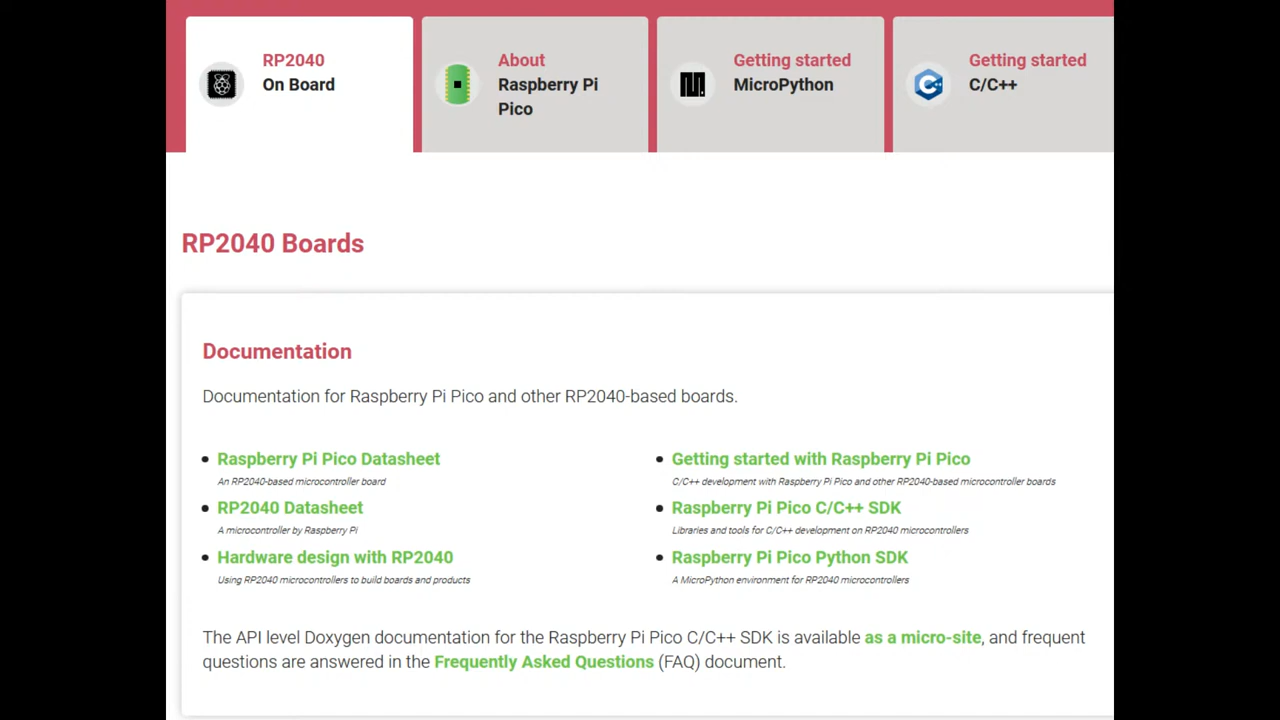 RP2040
On Board
About
Raspberry Pi
Pico
Getting started
MicroPython
Getting started
C/C++
RP2040 Boards
Documentation
Documentation for Raspberry Pi Pico and other RP2040-based boards.
Raspberry Pi Pico Datasheet
An RP2040-based microcontroller board
RP2040 Datasheet
A microcontroller by Raspberry Pi
Hardware design with RP2040
Using RP2040 microcontrollers to build boards and products
Getting started with Raspberry Pi Pico
C/C++ development with Raspberry Pi Pico and other RP2040-based microcontroller boards
Raspberry Pi Pico C/C++ SDK
Libraries and tools for C/C++ development on RP2040 microcontrollers
Raspberry Pi Pico Python SDK
A MicroPython environment for RP2040 microcontrollers
The API level Doxygen documentation for the Raspberry Pi Pico C/C++ SDK is available as a micro-site, and frequent
questions are answered in the Frequently Asked Questions (FAQ) document.